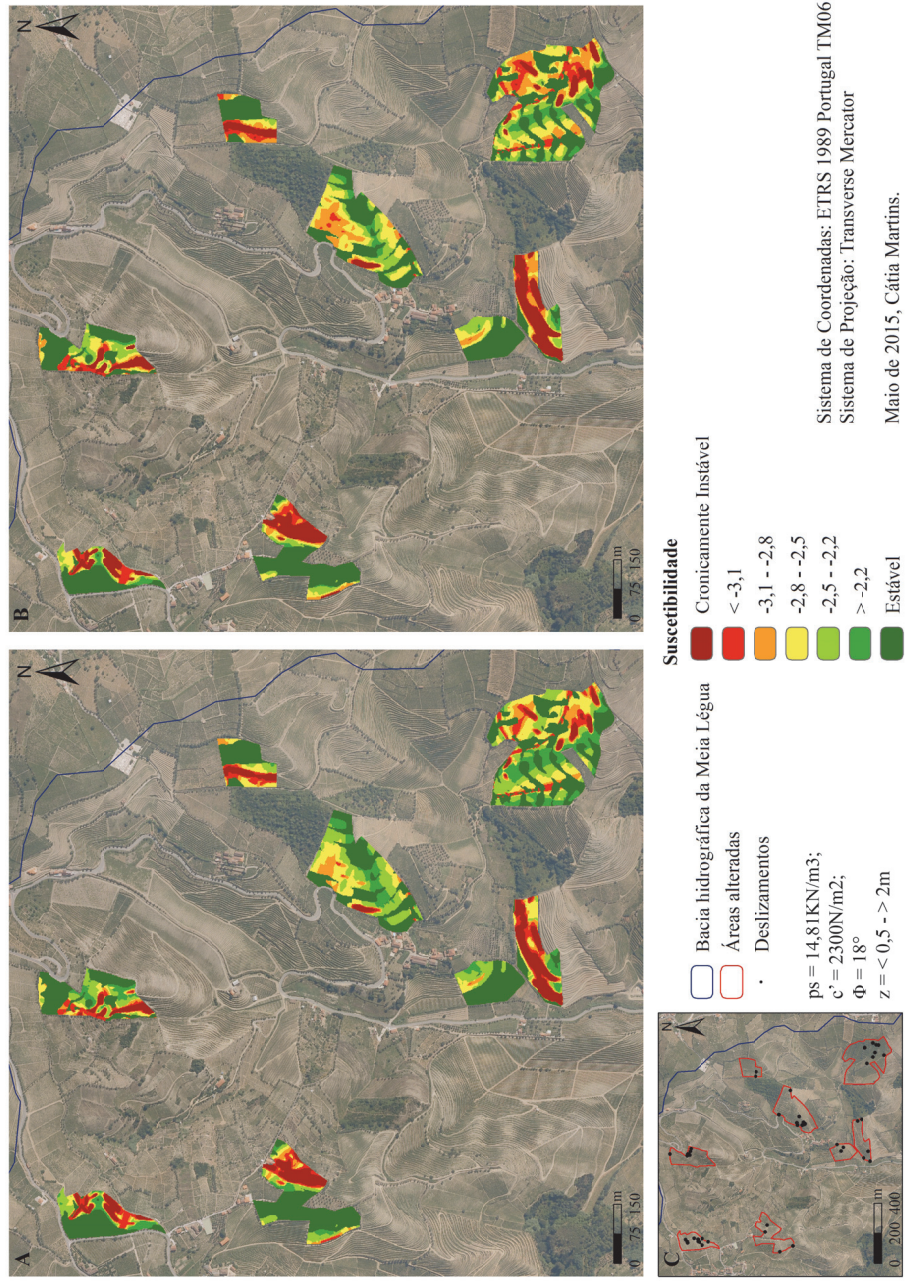 A
N
0 75 150
m
B
N
0 75 150
m
C
N
0 200 400
m
Bacia hidrográfica da Meia Légua
Áreas alteradas
Deslizamentos
ps = 14,81KN/m3;
c' = 2300N/m2;
Φ = 18°
z = < 0,5 - > 2m
Suscetibilidade
Cronicamente Instável
< -3,1
-3,1 - -2,8
-2,8 - -2,5
-2,5 - -2,2
> -2,2
Estável
Sistema de Coordenadas: ETRS 1989 Portugal TM06
Sistema de Projeção: Transverse Mercator
Maio de 2015, Cátia Martins.